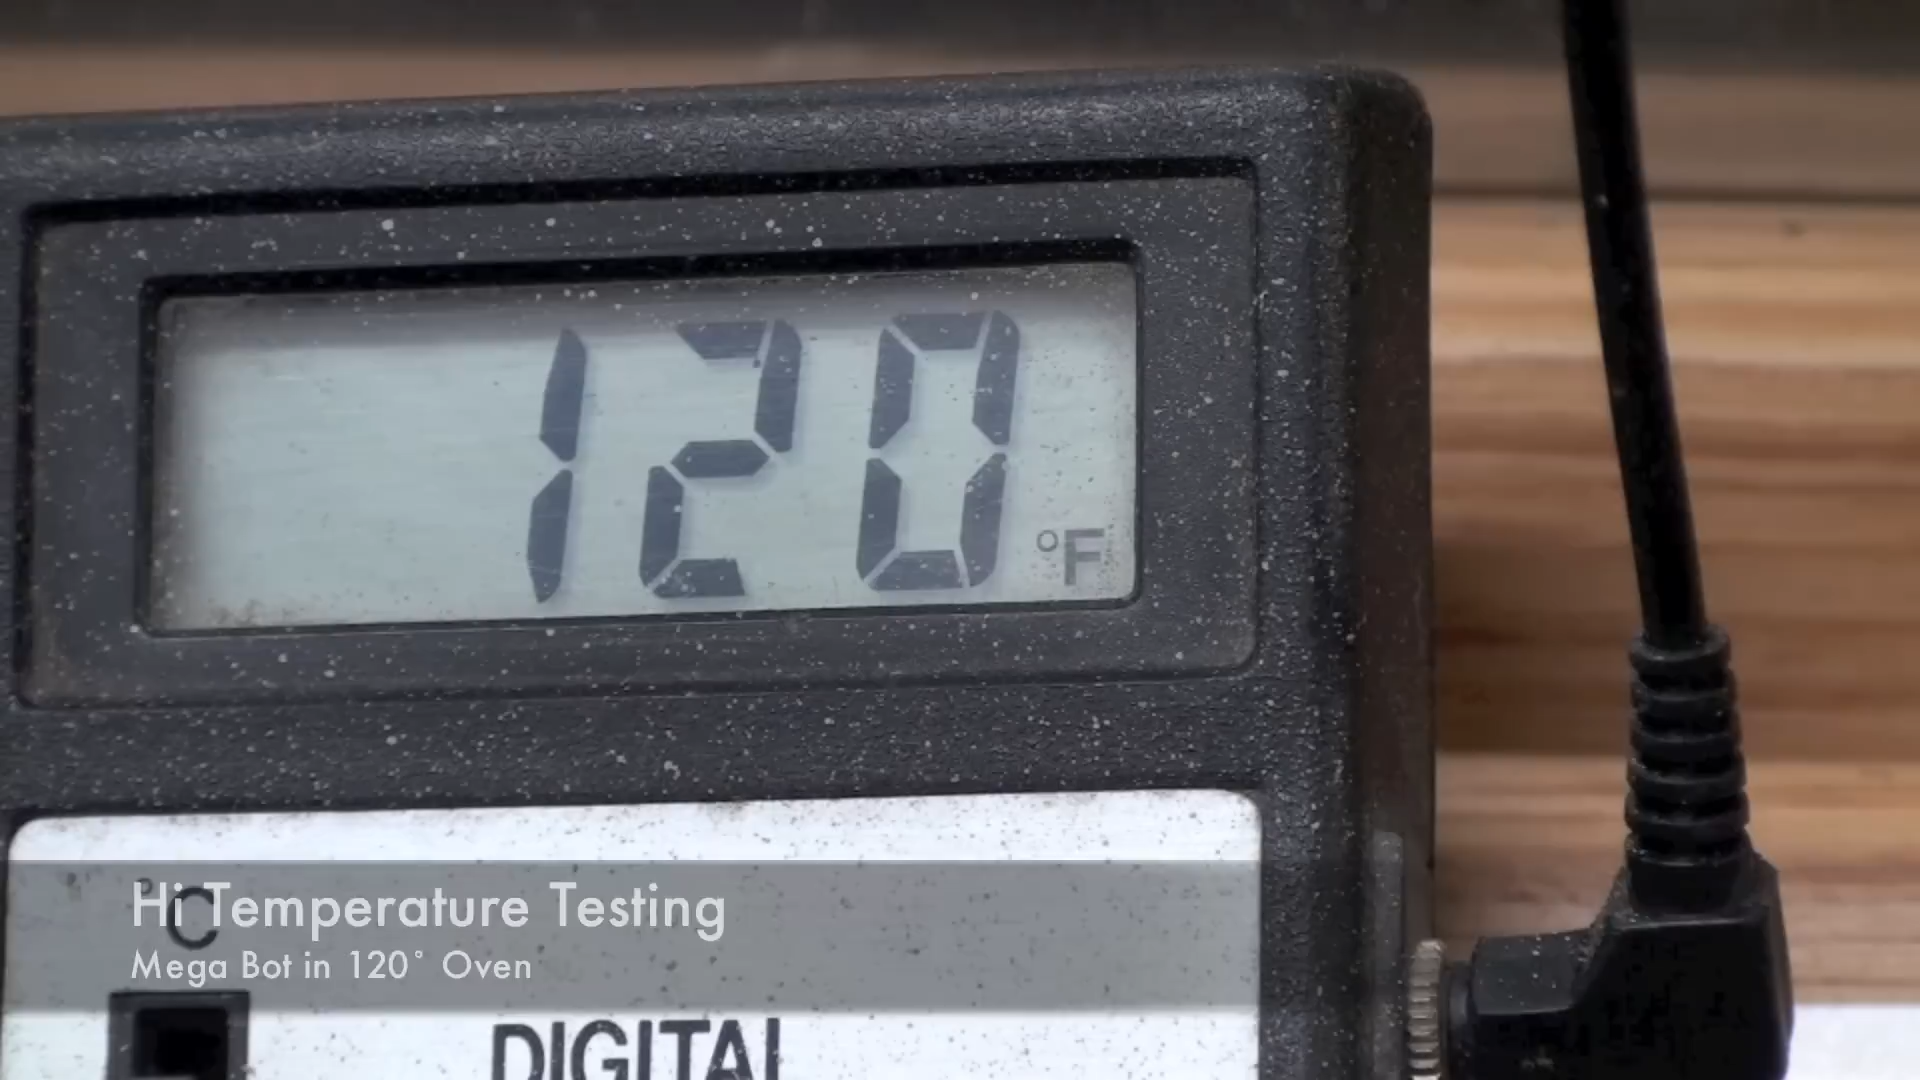 120
°F
Hi Temperature Testing
°C
Mega Bot in 120° Oven
DIGITAL